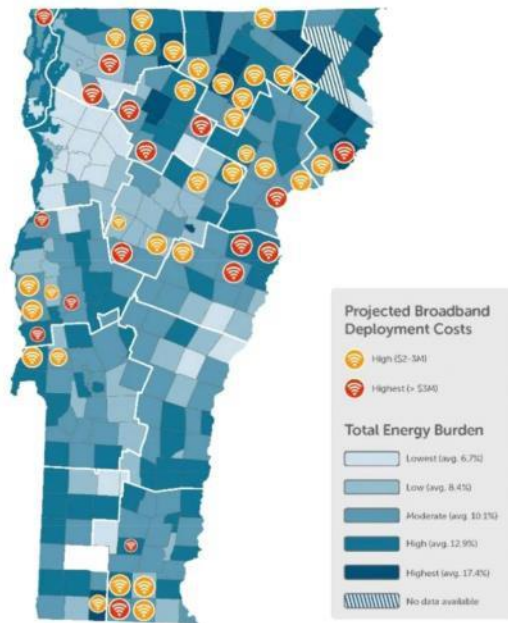 Projected Broadband
Deployment Costs
High ($2-3M)
Highest (> $3M)
Total Energy Burden
Lowest (avg. 6.7%)
Low (avg. 8.4%)
Moderate (avg. 10.1%)
High (avg. 12.9%)
Highest (avg. 17.4%)
No data available